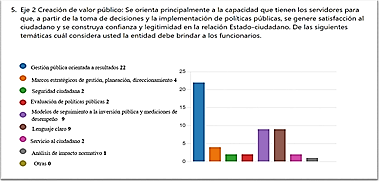 5. Eje 2 Creación de valor público: Se orienta principalmente a la capacidad que tienen los servidores para
que, a partir de la toma de decisiones y la implementación de políticas públicas, se genere satisfacción al
ciudadano y se construya confianza y legitimidad en la relación Estado-ciudadano. De las siguientes
temáticas cuál considera usted la entidad debe brindar a los funcionarios.
Gestión pública orientada a resultados 22
Marcos estratégicos de gestión, planeación, direccionamiento 4
Seguridad ciudadana 2
Evaluación de políticas públicas 2
Modelos de seguimiento a la inversión pública y mediciones de
desempeño 9
Lenguaje claro 9
Servicio al ciudadano 2
Análisis de impacto normativo 1
Otras 0
25
20
15
10
5
0